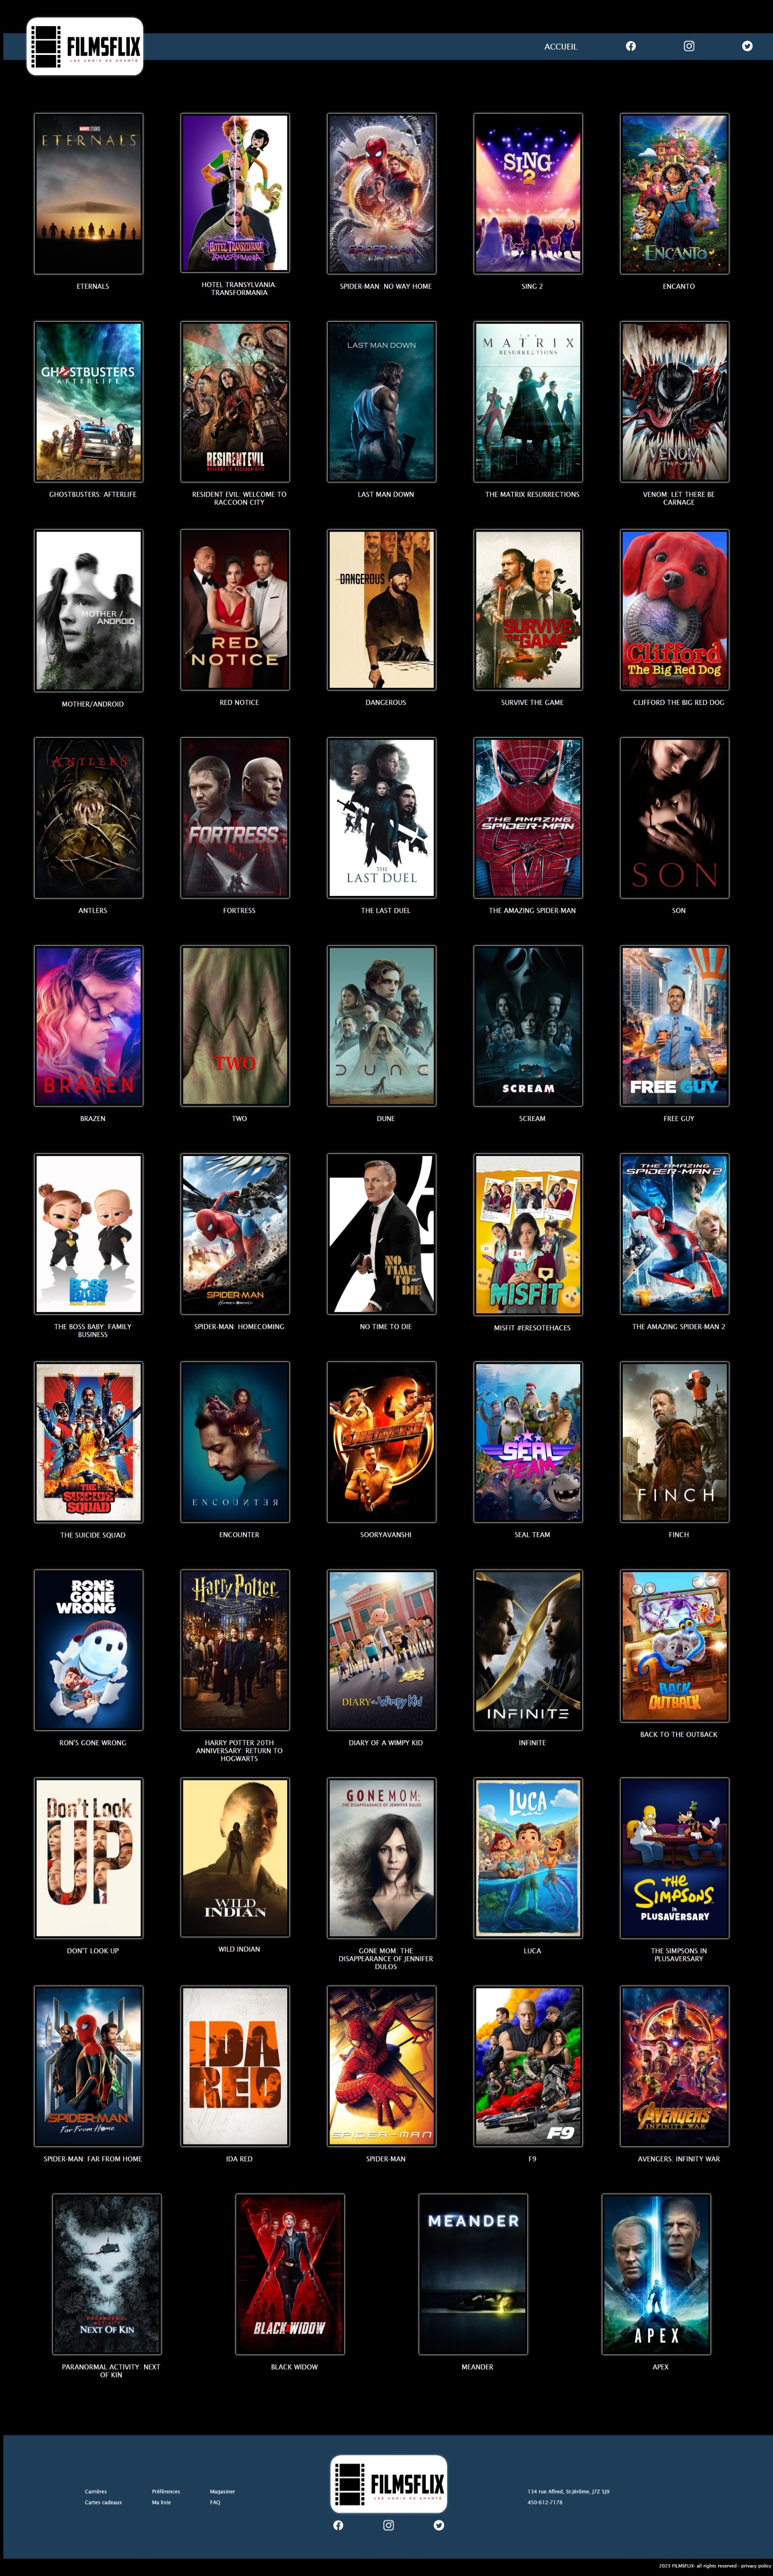 FILMSFLIX
LES CHOIX DE SHANTÉ
ACCUEIL
MARVEL STUDIOS
ETERNALS
HOTEL TRANSYLVANIA
TRANSFORMANIA
SPIDER-MAN
No Way Home
SING
2
ENCANTO
ETERNALS
HOTEL TRANSYLVANIA:
TRANSFORMANIA
SPIDER-MAN: NO WAY HOME
SING 2
ENCANTO
GHOSTBUSTERS
AFTERLIFE
RESIDENT EVIL
WELCOME TO RACCOON CITY
LAST MAN DOWN
THE
MATRIX
RESURRECTIONS
VENOM
GHOSTBUSTERS: AFTERLIFE
RESIDENT EVIL: WELCOME TO
RACCOON CITY
LAST MAN DOWN
THE MATRIX RESURRECTIONS
VENOM: LET THERE BE
CARNAGE
MOTHER /
ANDROID
RED
NOTICE
DANGEROUS
SURVIVE
THE GAME
Clifford
The Big Red Dog
MOTHER/ANDROID
RED NOTICE
DANGEROUS
SURVIVE THE GAME
CLIFFORD THE BIG RED DOG
ANTLERS
FORTRESS
THE
LAST DUEL
THE AMAZING
SPIDER-MAN
SON
ANTLERS
FORTRESS
THE LAST DUEL
THE AMAZING SPIDER-MAN
SON
BRAZEN
TWO
DUNE
SCREAM
FREE GUY
BRAZEN
TWO
DUNE
SCREAM
FREE GUY
BOSS
BABY
SPIDER-MAN
HOMECOMING
NO
TIME
TO
DIE
MISFIT
THE AMAZING
SPIDER-MAN 2
THE BOSS BABY: FAMILY
BUSINESS
SPIDER-MAN: HOMECOMING
NO TIME TO DIE
MISFIT #ERESOTEHACES
THE AMAZING SPIDER-MAN 2
THE
SUICIDE
SQUAD
ENCOUNTER
SOORYAVANSHI
SEAL
TEAM
FINCH
THE SUICIDE SQUAD
ENCOUNTER
SOORYAVANSHI
SEAL TEAM
FINCH
RON'S
GONE
WRONG
Harry Potter
DIARY of a Wimpy Kid
INFINITE
BACK
OUTBACK
RON'S GONE WRONG
HARRY POTTER 20TH
ANNIVERSARY: RETURN TO
HOGWARTS
DIARY OF A WIMPY KID
INFINITE
BACK TO THE OUTBACK
Don't Look
UP
WILD
INDIAN
GONE MOM:
THE DISAPPEARANCE OF JENNIFER DULOS
LUCA
THE
SIMPSONS
in
PLUSAVERSARY
DON'T LOOK UP
WILD INDIAN
GONE MOM: THE
DISAPPEARANCE OF JENNIFER
DULOS
LUCA
THE SIMPSONS IN
PLUSAVERSARY
SPIDER-MAN
Far From Home
IDA
RED
SPIDER-MAN
F9
AVENGERS
INFINITY WAR
SPIDER-MAN: FAR FROM HOME
IDA RED
SPIDER-MAN
F9
AVENGERS: INFINITY WAR
PARANORMAL
ACTIVITY
NEXT OF KIN
BLACK WIDOW
MEANDER
APEX
PARANORMAL ACTIVITY: NEXT
OF KIN
BLACK WIDOW
MEANDER
APEX
Carrières
Préférences
Magasiner
Cartes cadeaux
Ma liste
FAQ
FILMSFLIX
LES CHOIX DE SHANTÉ
134 rue Alfred, St-Jérôme, J7Z 5J9
450-612-7178
2023 FILMSFLIX- all rights reserved - privacy policy